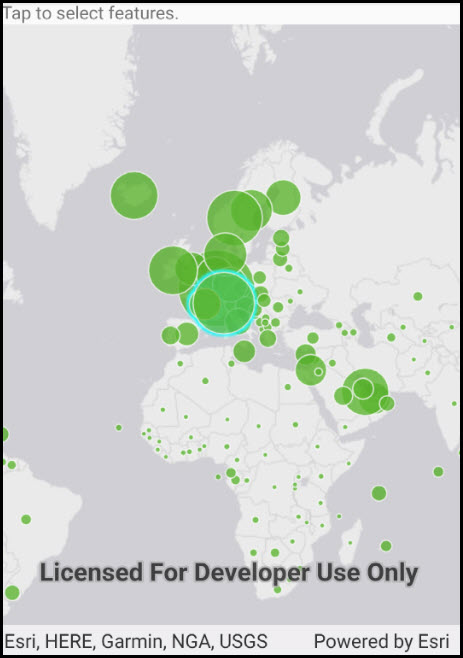 Tap to select features.
Licensed For Developer Use Only
Esri, HERE, Garmin, NGA, USGS Powered by Esri